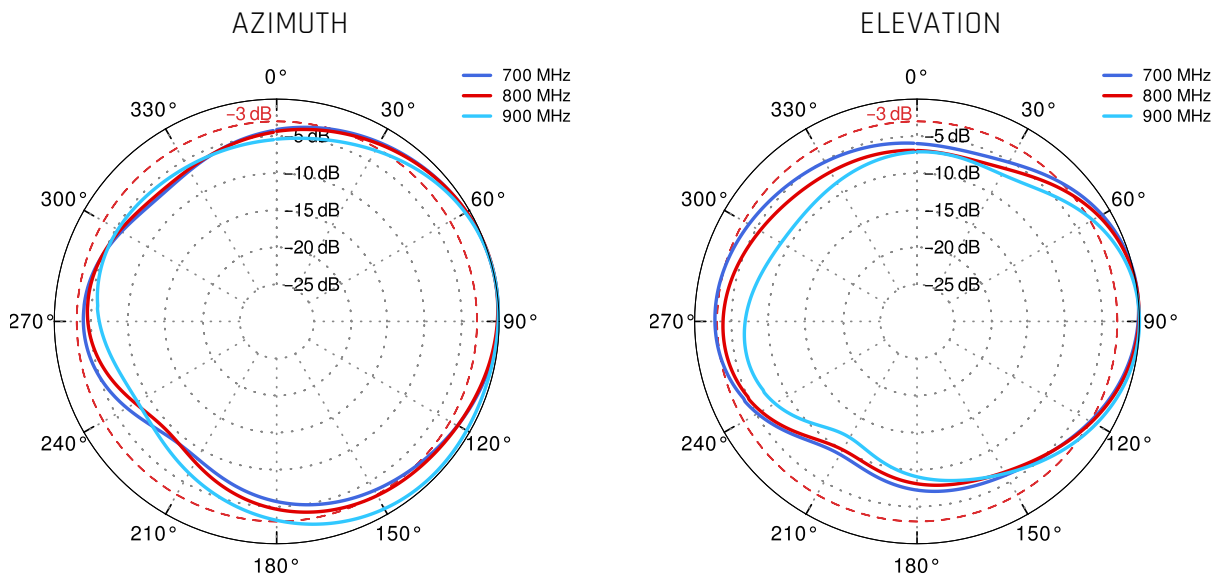 AZIMUTH
0°
30°
60°
90°
120°
150°
180°
210°
240°
270°
300°
330°
−3 dB
−5 dB
−10 dB
−15 dB
−20 dB
−25 dB
700 MHz
800 MHz
900 MHz
ELEVATION
0°
30°
60°
90°
120°
150°
180°
210°
240°
270°
300°
330°
−3 dB
−5 dB
−10 dB
−15 dB
−20 dB
−25 dB
700 MHz
800 MHz
900 MHz